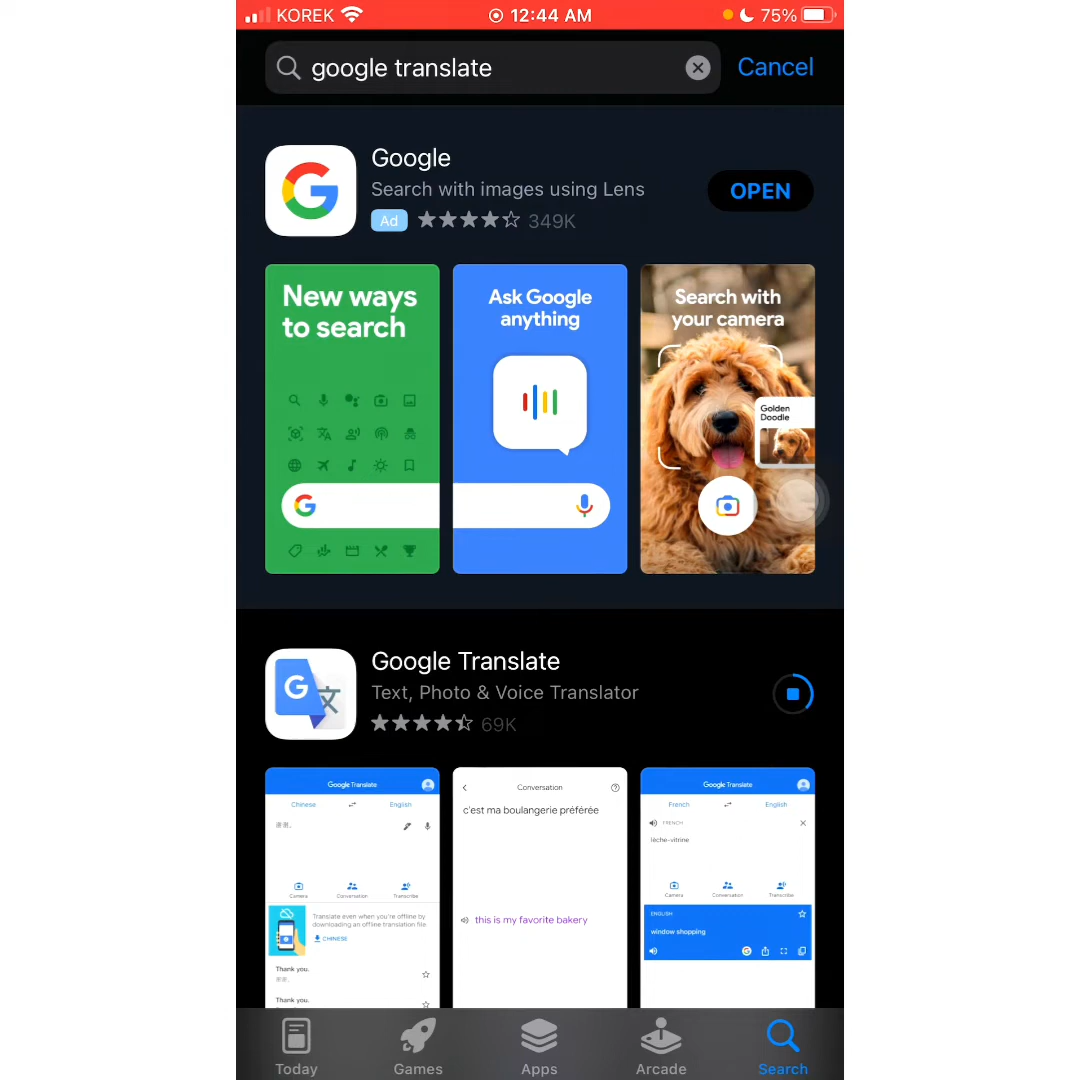 KOREK
12:44 AM
75%
google translate
Cancel
Google
Search with images using Lens
OPEN
Ad
349K
New ways
to search
Ask Google
anything
Search with
your camera
Golden
Doodle
Google Translate
Text, Photo & Voice Translator
69K
Google Translate
Chinese
English
Camera
Conversation
Transcribe
Translate even when you're offline by
downloading an offline translation file
CHINESE
Thank you.
Thank you.
Conversation
c'est ma boulangerie préférée
this is my favorite bakery
Google Translate
French
English
FRENCH
lèche-vitrine
Camera
Conversation
Transcribe
ENGLISH
window shopping
Today
Games
Apps
Arcade
Search